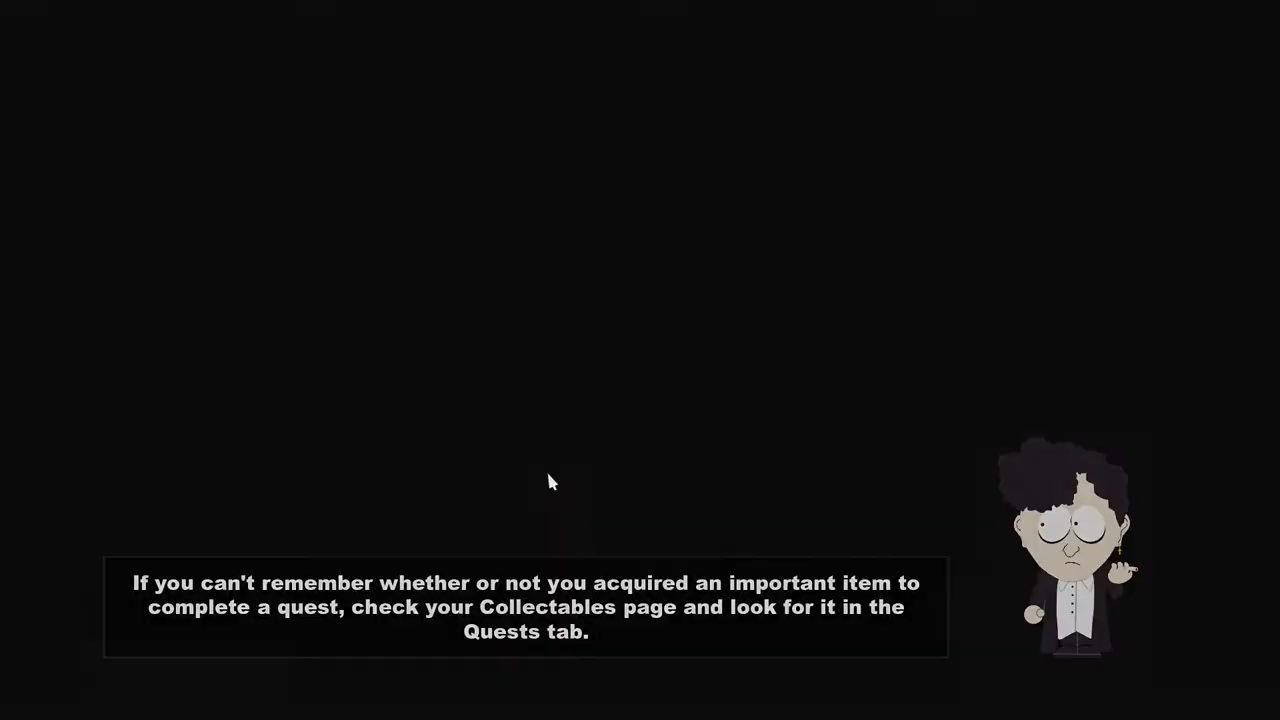 If you can't remember whether or not you acquired an important item to
complete a quest, check your Collectables page and look for it in the
Quests tab.